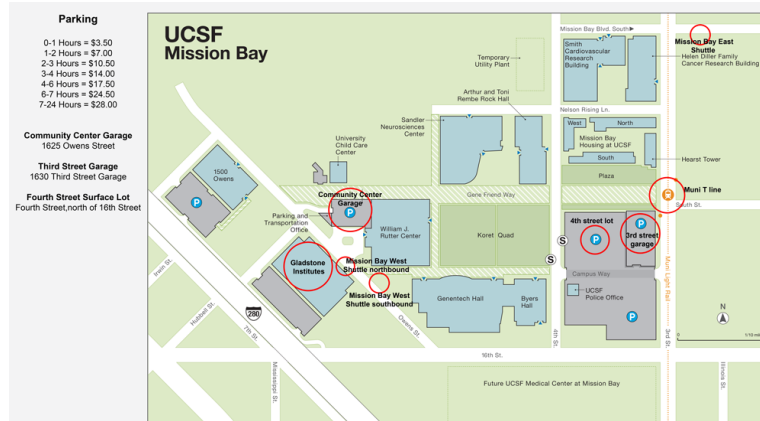 Parking
0-1 Hours = $3.50
1-2 Hours = $7.00
2-3 Hours = $10.50
3-4 Hours = $14.00
4-6 Hours = $17.50
6-7 Hours = $24.50
7-24 Hours = $28.00
Community Center Garage
1625 Owens Street
Third Street Garage
1630 Third Street Garage
Fourth Street Surface Lot
Fourth Street,north of 16th Street
UCSF
Mission Bay
Mission Bay Blvd. South
Mission Bay East
Shuttle
Smith
Cardiovascular
Research
Building
Helen Diller Family
Cancer Research Building
Temporary
Utility Plant
Arthur and Toni
Rembe Rock Hall
Nelson Rising Ln.
Sandler
Neurosciences
Center
West
North
Mission Bay
Housing at UCSF
South
Hearst Tower
University
Child Care
Center
1500
Owens
P
Plaza
Community Center
Garage
P
Gene Friend Way
Muni T line
South St.
Parking and
Transportation
Office
William J.
Rutter Center
Koret Quad
4th street lot
P
P
3rd street
garage
S
S
Gladstone
Institutes
Mission Bay West
Shuttle northbound
Mission Bay West
Shuttle southbound
Campus Way
Muni Light Rail
Genentech Hall
Byers
Hall
UCSF
Police Office
P
Irwin St.
Hubbell St.
280
7th St.
Owens St.
4th St.
3rd St.
N
0
1/10 mi
16th St.
Mississippi St.
Illinois St.
Future UCSF Medical Center at Mission Bay